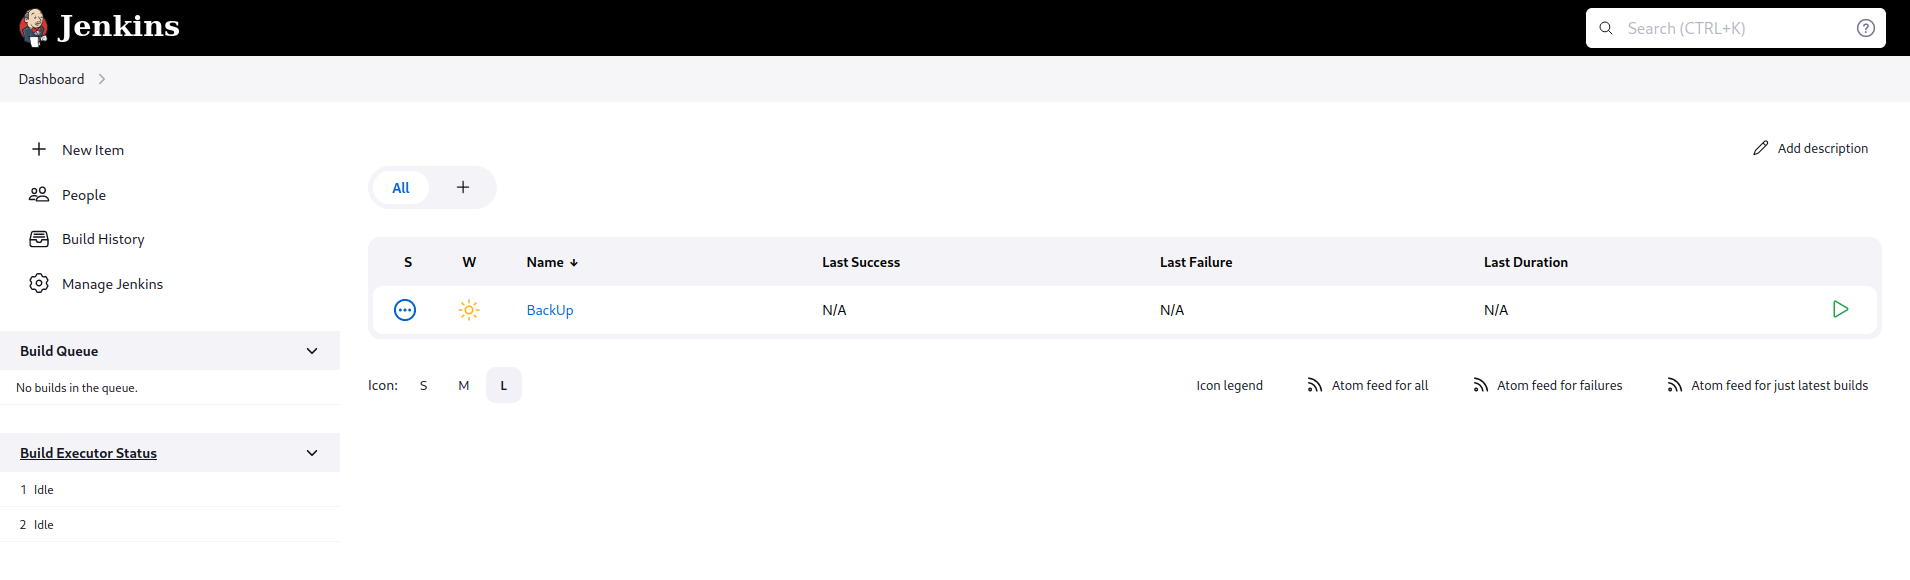 Jenkins
Search (CTRL+K)
Dashboard
New Item
People
Build History
Manage Jenkins
Build Queue
No builds in the queue.
Build Executor Status
1 Idle
2 Idle
Add description
All
S W Name Last Success Last Failure Last Duration
BackUp N/A N/A N/A
Icon: S M L
Icon legend Atom feed for all Atom feed for failures Atom feed for just latest builds